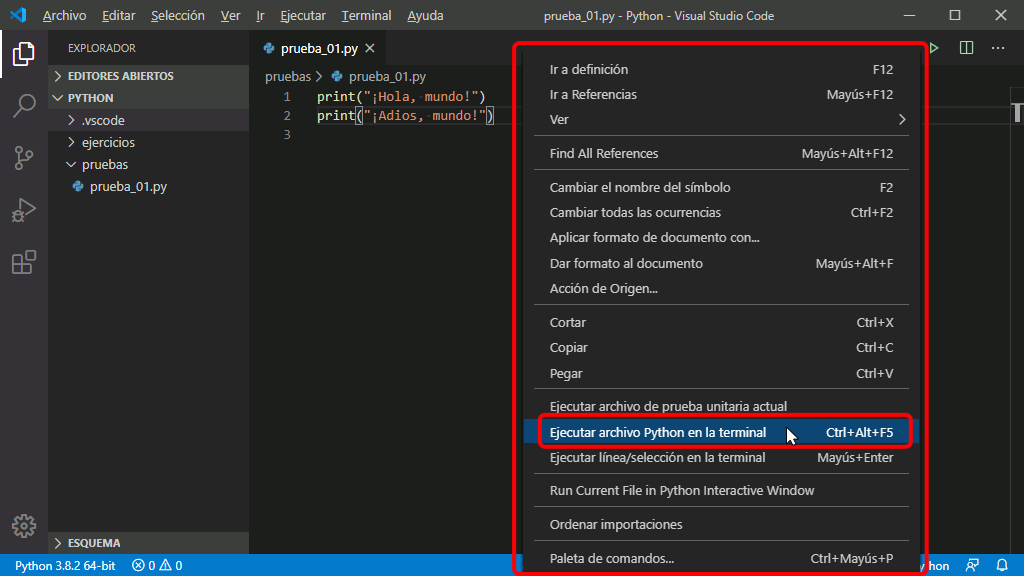 Archivo Editar Selección Ver Ir Ejecutar Terminal Ayuda prueba_01.py - Python - Visual Studio Code
EXPLORADOR
EDITORES ABIERTOS
PYTHON
.vscode
ejercicios
pruebas
prueba_01.py
ESQUEMA
prueba_01.py
pruebas > prueba_01.py
1 print("¡Hola, mundo!")
2 print("¡Adios, mundo!")
3
Ir a definición F12
Ir a Referencias Mayús+F12
Ver
Find All References Mayús+Alt+F12
Cambiar el nombre del símbolo F2
Cambiar todas las ocurrencias Ctrl+F2
Aplicar formato de documento con...
Dar formato al documento Mayús+Alt+F
Acción de Origen...
Cortar Ctrl+X
Copiar Ctrl+C
Pegar Ctrl+V
Ejecutar archivo de prueba unitaria actual
Ejecutar archivo Python en la terminal Ctrl+Alt+F5
Ejecutar línea/selección en la terminal Mayús+Enter
Run Current File in Python Interactive Window
Ordenar importaciones
Paleta de comandos... Ctrl+Mayús+P
Python 3.8.2 64-bit 0 0 ython